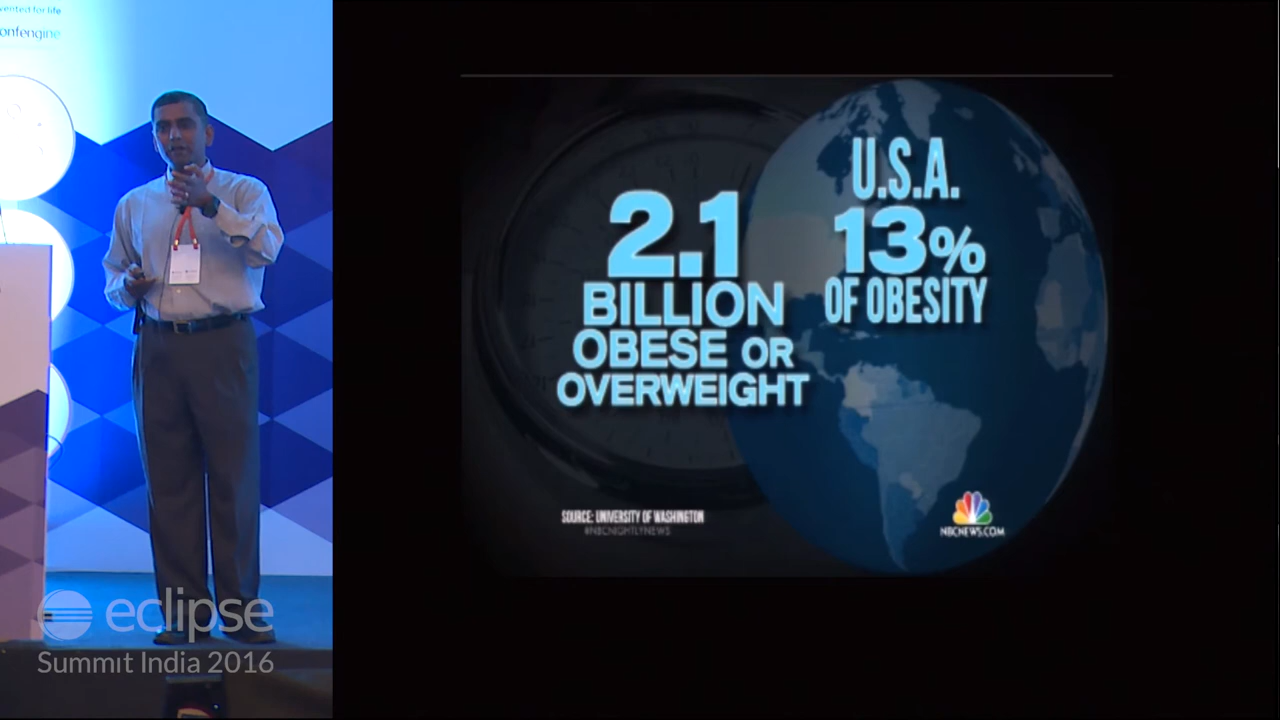 onfengine
2.1
BILLION
OBESE OR
OVERWEIGHT
U.S.A.
13%
OF OBESITY
SOURCE: UNIVERSITY OF WASHINGTON
#NBCNIGHTLYNEWS
NBCNEWS.COM
eclipse
Summit India 2016